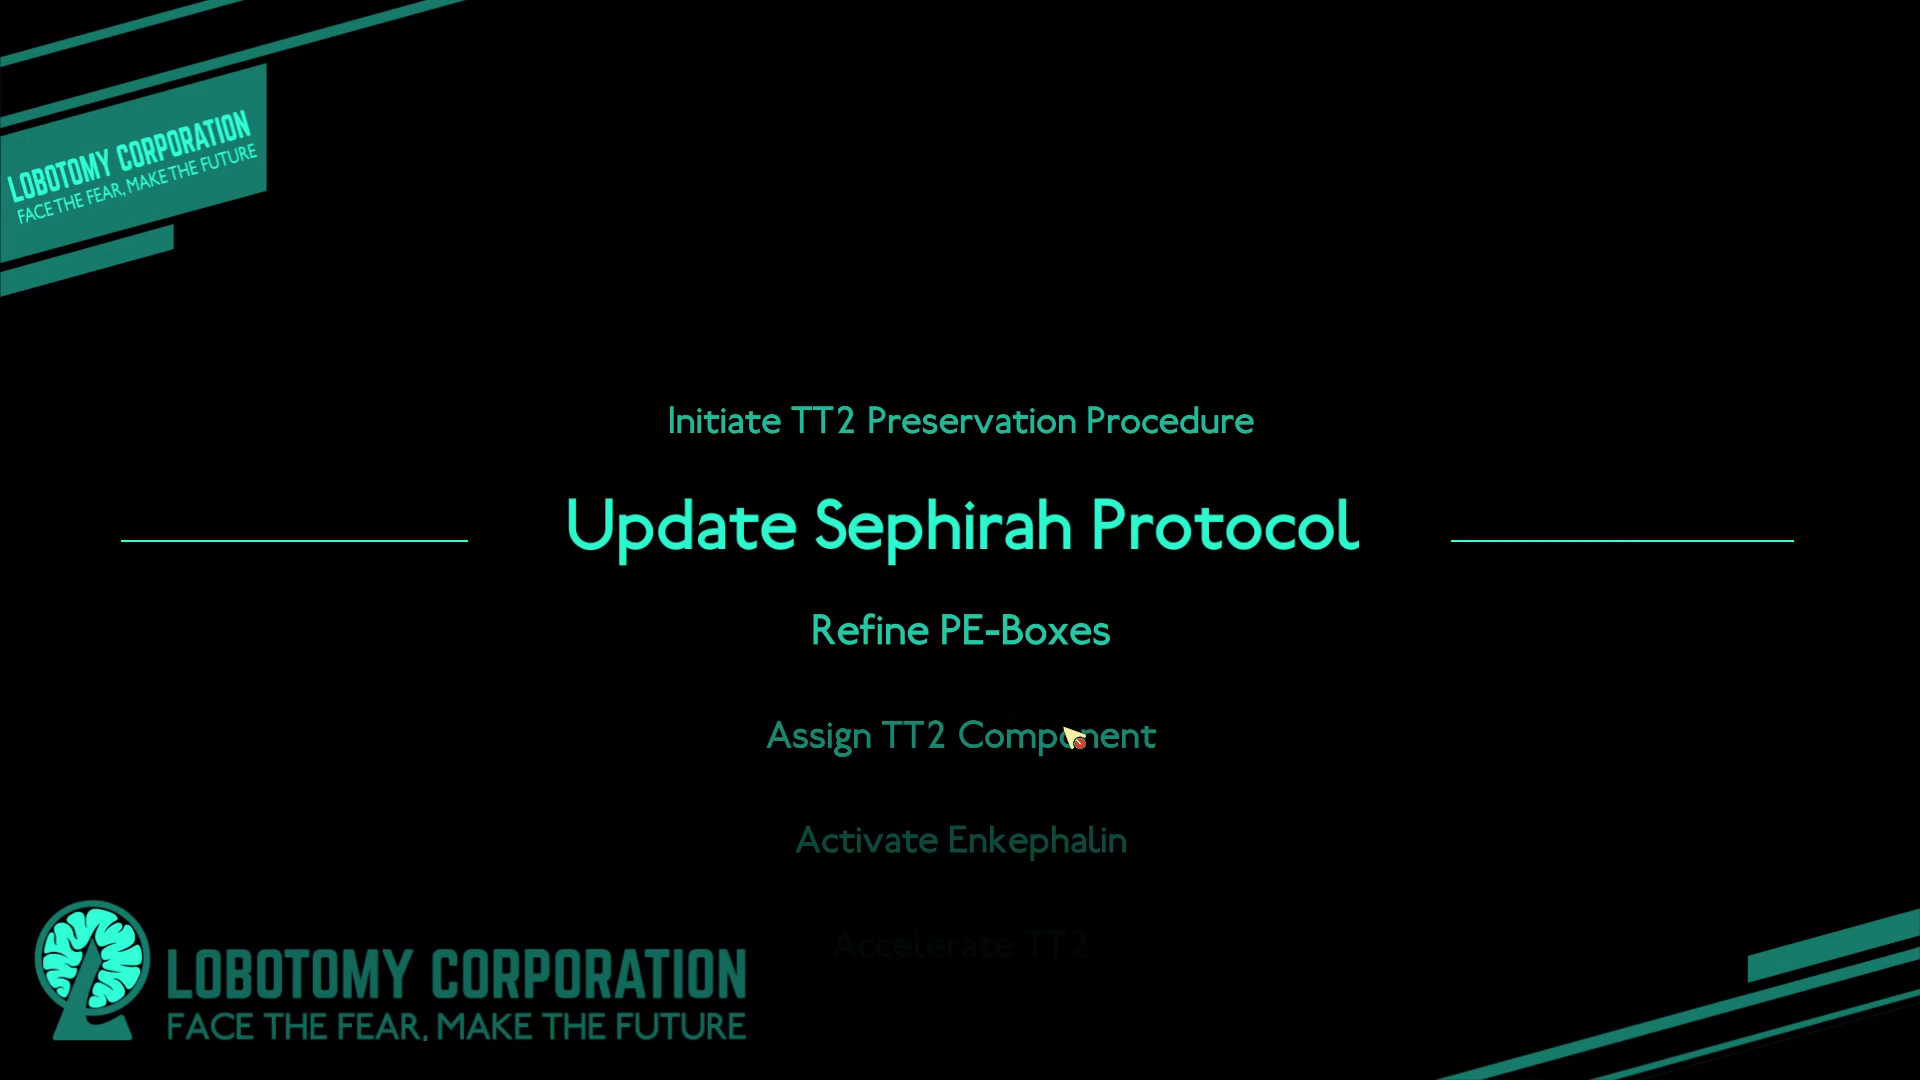 LOBOTOMY CORPORATION
FACE THE FEAR, MAKE THE FUTURE
Initiate TT2 Preservation Procedure
Update Sephirah Protocol
Refine PE-Boxes
Assign TT2 Component
Activate Enkephalin
Accelerate TT2
LOBOTOMY CORPORATION
FACE THE FEAR, MAKE THE FUTURE